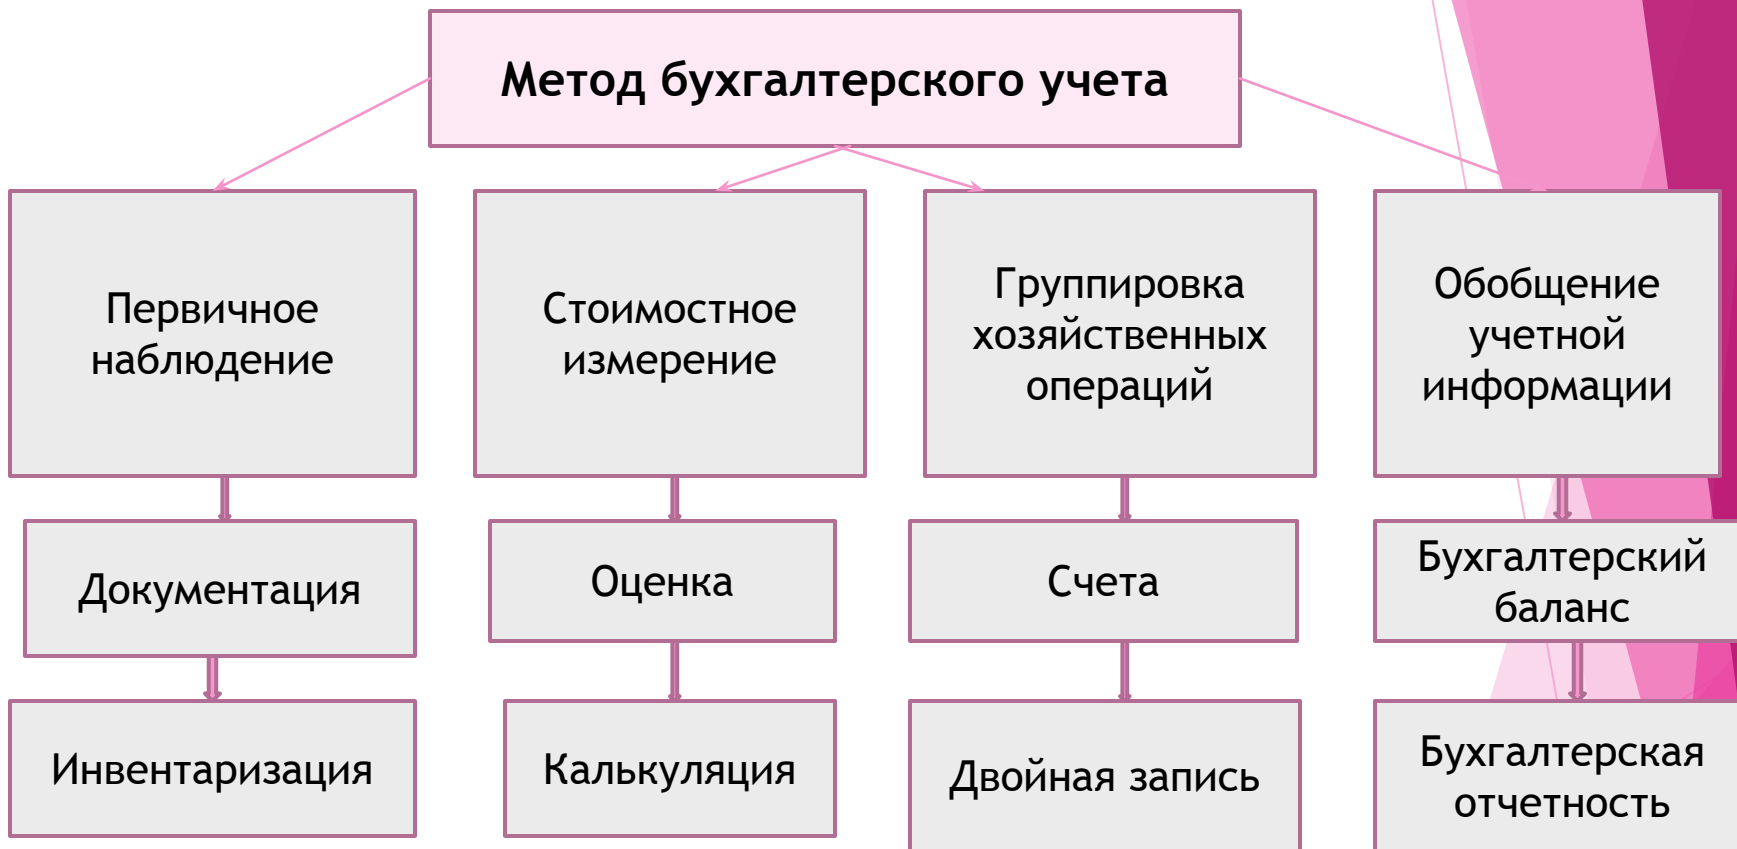 Метод бухгалтерского учета
Первичное
наблюдение
Стоимостное
измерение
Группировка
хозяйственных
операций
Обобщение
учетной
информации
Документация
Оценка
Счета
Бухгалтерский
баланс
Инвентаризация
Калькуляция
Двойная запись
Бухгалтерская
отчетность